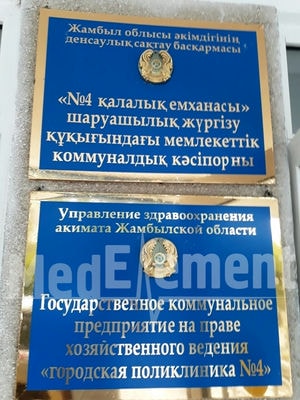 Жамбыл облысы әкімдігінің
денсаулық сақтау басқармасы
«№4 қалалық емханасы»
шаруашылық жүргізу
құқығындағы мемлекеттік
коммуналдық кәсіпорны
Управление здравоохранения
акимата Жамбылской области
MedElement
Государственное коммунальное
предприятие на праве
хозяйственного ведения
«городская поликлиника №4»